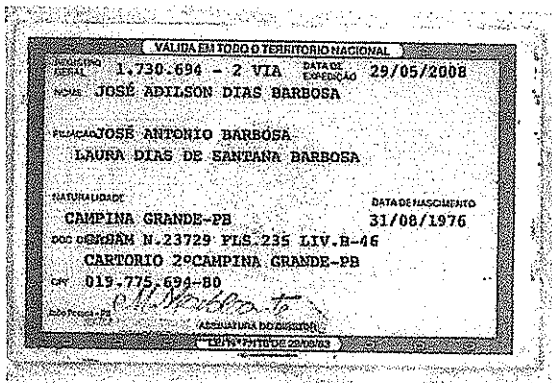 VÁLIDA EM TODO O TERRITÓRIO NACIONAL
REGISTRO GERAL 1.730.694 - 2 VIA DATA DE EXPEDIÇÃO 29/05/2008
NOME JOSÉ ADILSON DIAS BARBOSA
FILIAÇÃO JOSÉ ANTONIO BARBOSA
LAURA DIAS DE SANTANA BARBOSA
NATURALIDADE DATA DE NASCIMENTO
CAMPINA GRANDE-PB 31/08/1976
DOC N.23729 FLS.235 LIV.B-46
CARTORIO 2ºCAMPINA GRANDE-PB
CPF 019.775.694-80
João Pessoa - PB
ASSINATURA DO DIRETOR
LEI Nº 7.116 DE 29/08/83